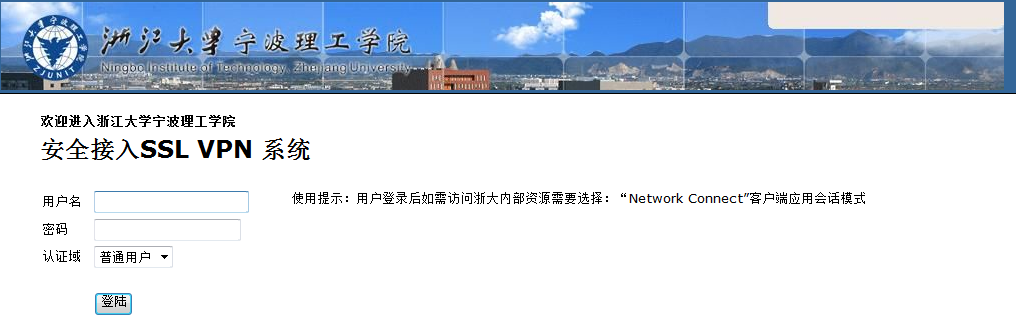 浙江大学宁波理工学院
Ningbo Institute of Technology, Zhejiang University
欢迎进入浙江大学宁波理工学院
安全接入SSL VPN 系统
用户名
使用提示：用户登录后如需访问浙大内部资源需要选择：“Network Connect”客户端应用会话模式
密码
认证域 普通用户
登陆